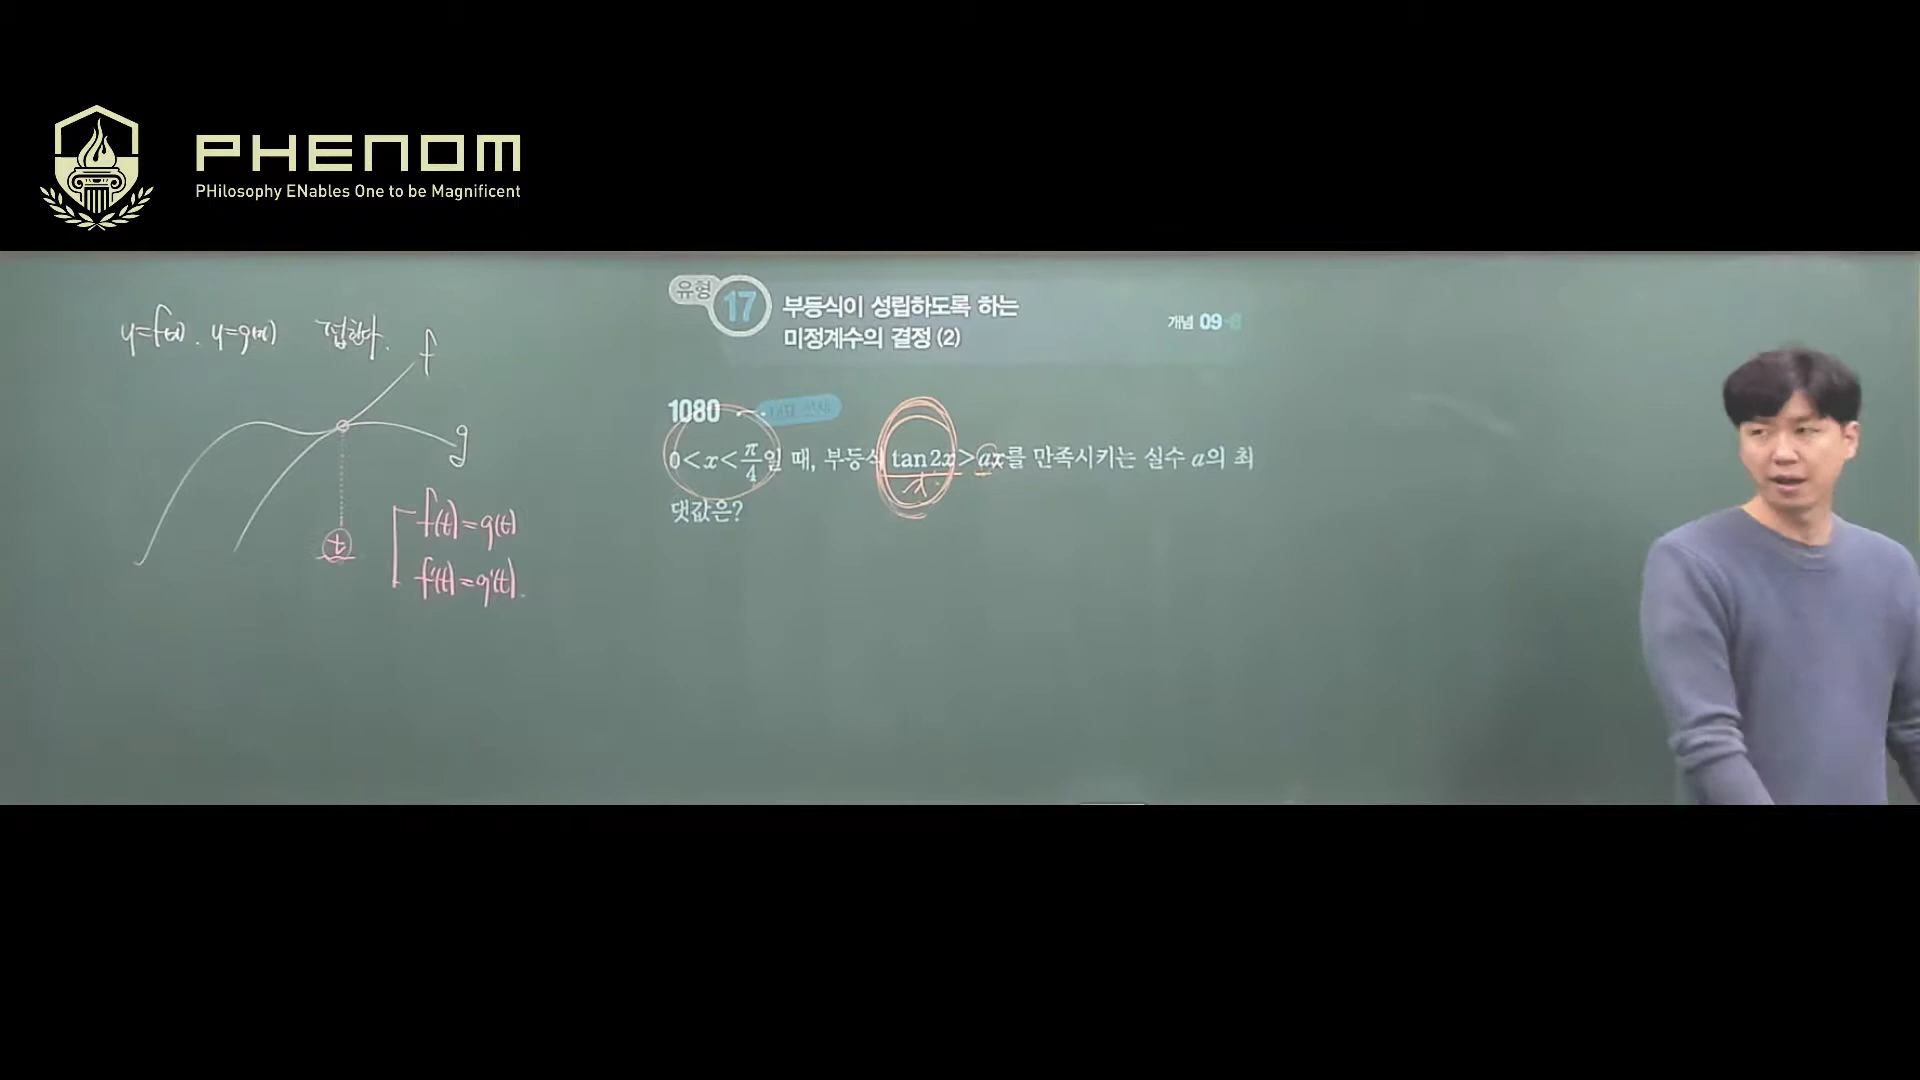 PHENOM
PHilosophy ENables One to be Magnificent
y=f(x). y=g(x) 접한다.
f
g
t
f(t)=g(t)
f'(t)=g'(t).
유형 17 부등식이 성립하도록 하는
미정계수의 결정 (2)
개념 09-6
1080
0<x<π/4일 때, 부등식 tan2x>ax를 만족시키는 실수 a의 최
x
댓값은?